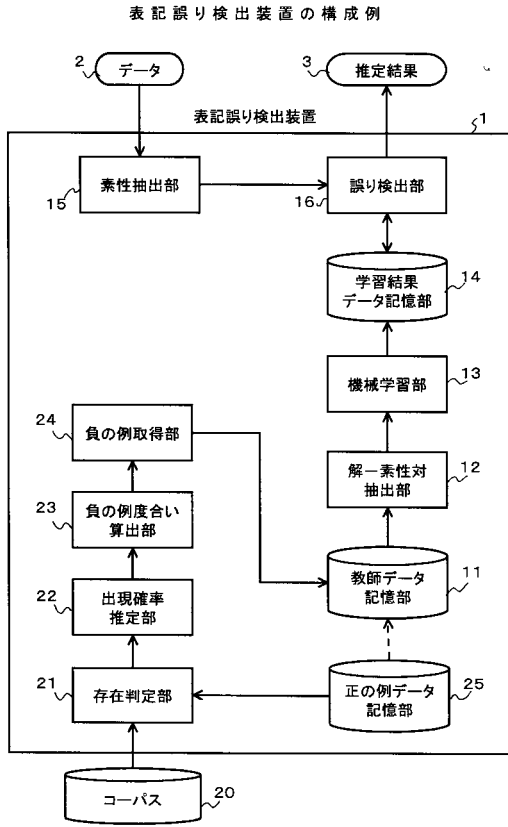 表記誤り検出装置の構成例
2
データ
3
推定結果
表記誤り検出装置
1
素性抽出部
15
誤り検出部
16
学習結果
データ記憶部
14
機械学習部
13
24
負の例取得部
解－素性対
抽出部
12
23
負の例度合い
算出部
教師データ
記憶部
11
22
出現確率
推定部
21
存在判定部
正の例データ
記憶部
25
コーパス
20